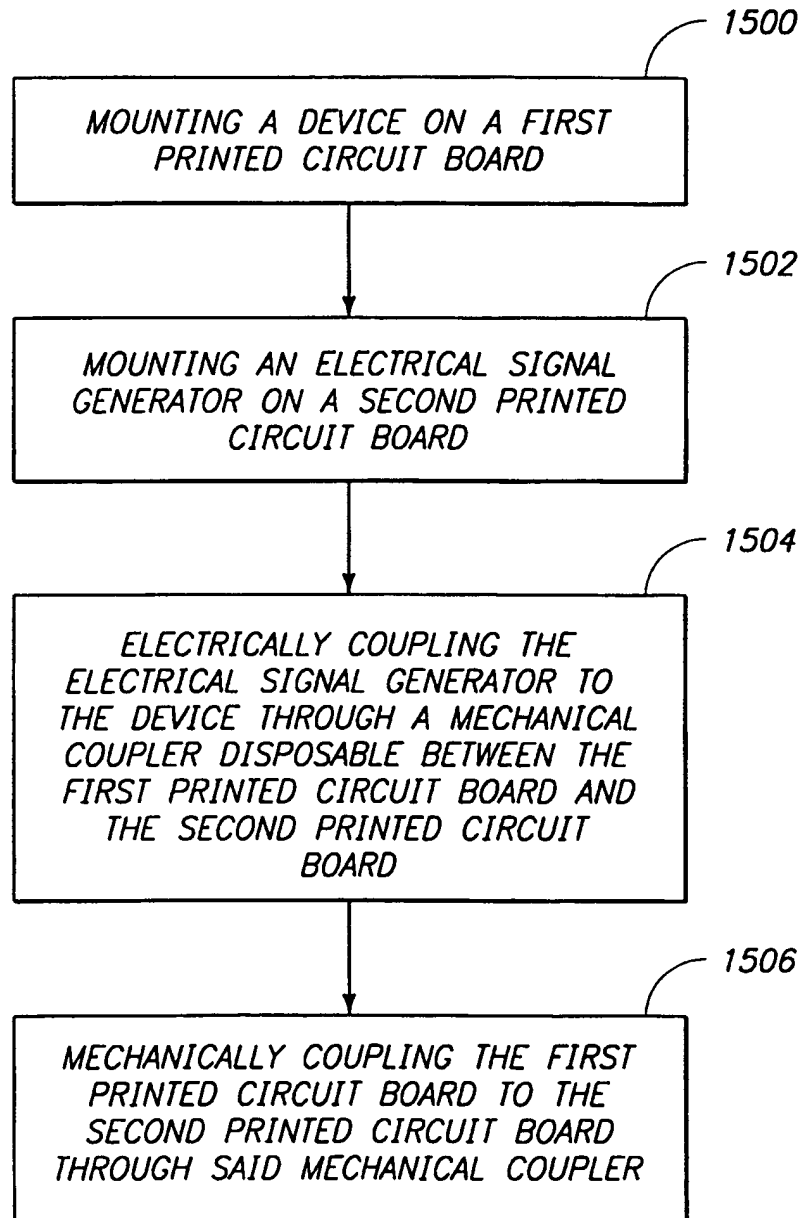 1500
MOUNTING A DEVICE ON A FIRST
PRINTED CIRCUIT BOARD
1502
MOUNTING AN ELECTRICAL SIGNAL
GENERATOR ON A SECOND PRINTED
CIRCUIT BOARD
1504
ELECTRICALLY COUPLING THE
ELECTRICAL SIGNAL GENERATOR TO
THE DEVICE THROUGH A MECHANICAL
COUPLER DISPOSABLE BETWEEN THE
FIRST PRINTED CIRCUIT BOARD AND
THE SECOND PRINTED CIRCUIT
BOARD
1506
MECHANICALLY COUPLING THE FIRST
PRINTED CIRCUIT BOARD TO THE
SECOND PRINTED CIRCUIT BOARD
THROUGH SAID MECHANICAL COUPLER